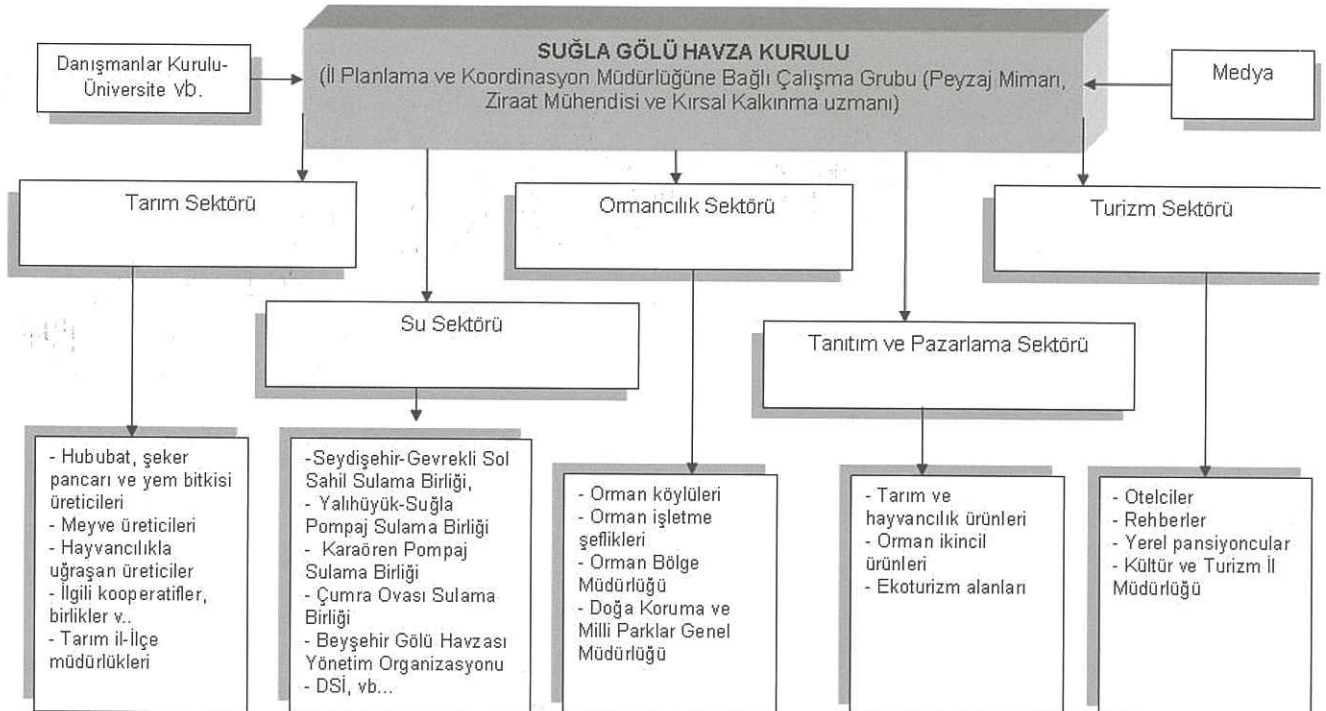 SUĞLA GÖLÜ HAVZA KURULU
(İl Planlama ve Koordinasyon Müdürlüğüne Bağlı Çalışma Grubu (Peyzaj Mimarı,
Ziraat Mühendisi ve Kırsal Kalkınma uzmanı)
Danışmanlar Kurulu-
Üniversite vb.
Medya
Tarım Sektörü
Ormancılık Sektörü
Turizm Sektörü
Su Sektörü
Tanıtım ve Pazarlama Sektörü
- Hububat, şeker
pancarı ve yem bitkisi
üreticileri
- Meyve üreticileri
- Hayvancılıkla
uğraşan üreticiler
- İlgili kooperatifler,
birlikler v..
- Tarım il-İlçe
müdürlükleri
-Seydişehir-Gevrekli Sol
Sahil Sulama Birliği,
- Yalıhüyük-Suğla
Pompaj Sulama Birliği
- Karaören Pompaj
Sulama Birliği
- Çumra Ovası Sulama
Birliği
- Beyşehir Gölü Havzası
Yönetim Organizasyonu
- DSİ, vb...
- Orman köylüleri
- Orman işletme
şeflikleri
- Orman Bölge
Müdürlüğü
- Doğa Koruma ve
Milli Parklar Genel
Müdürlüğü
- Tarım ve
hayvancılık ürünleri
- Orman ikincil
ürünleri
- Ekoturizm alanları
- Otelciler
- Rehberler
- Yerel pansiyoncular
- Kültür ve Turizm İl
Müdürlüğü